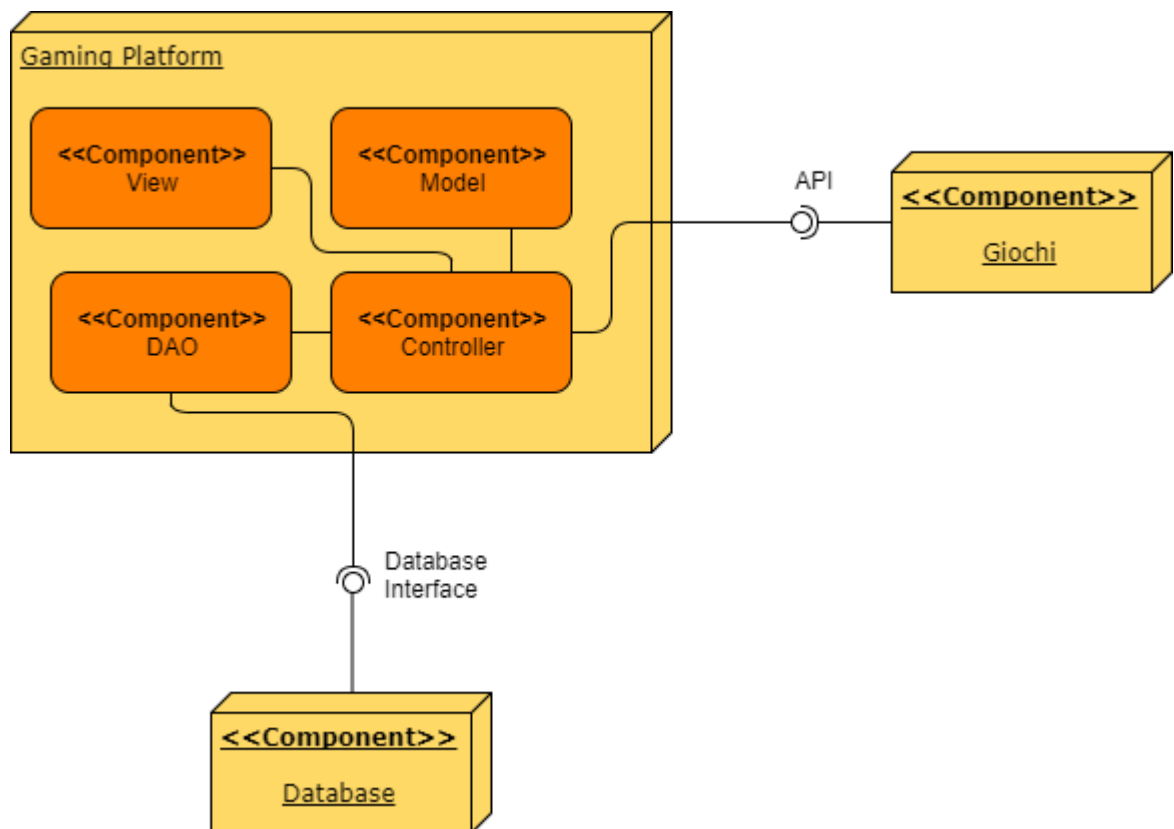 Gaming Platform
<<Component>>
View
<<Component>>
Model
<<Component>>
DAO
<<Component>>
Controller
API
<<Component>>
Giochi
Database
Interface
<<Component>>
Database